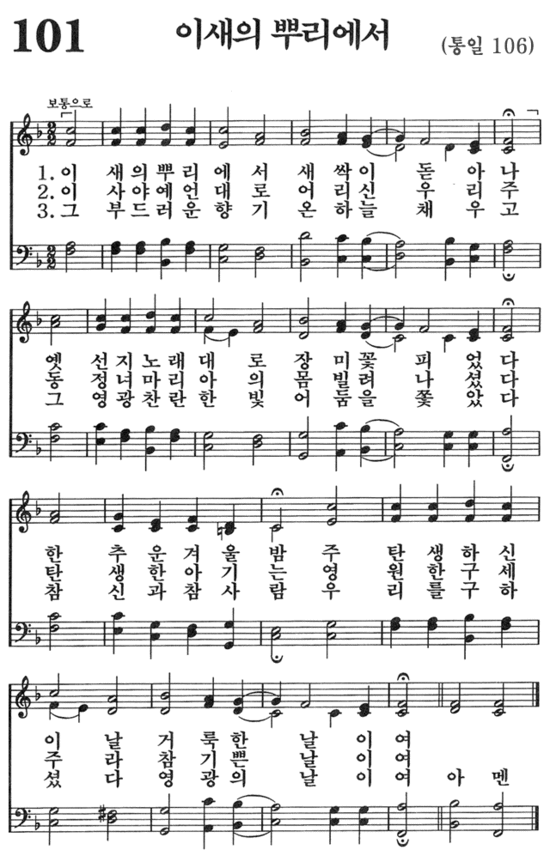 101 이새의 뿌리에서 (통일 106)
보통으로
1. 이 새의뿌리에서 새싹이 돋아나
2. 이 사야예언대로 어리신 우리주
3. 그 부드러운향기 온하늘 채우고
옛 선지노래대로 장미꽃 피었다
동 정녀마리아의 몸빌려 나셨다
그 영광찬란한빛 어둠을 쫓았다
한 추운겨울밤 주탄생하신
탄 생한아기는 영원한구세
참 신과참사람 우리를구하
이날 거룩한 날이여
주라 참기쁜 날이여
셨다 영광의 날이여 아멘